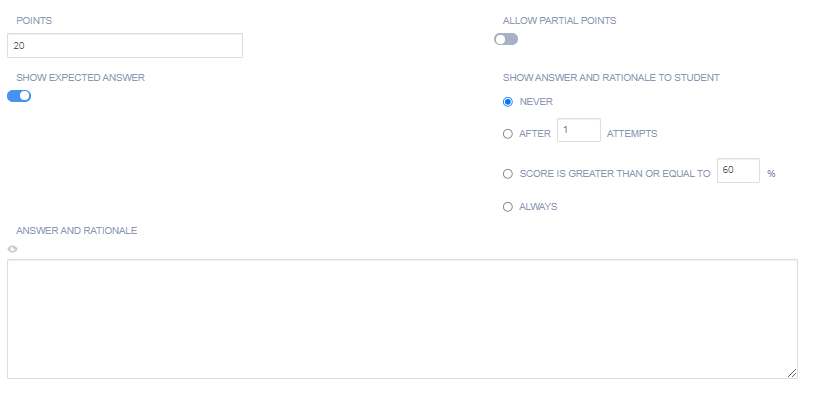 POINTS
20
ALLOW PARTIAL POINTS
SHOW EXPECTED ANSWER
SHOW ANSWER AND RATIONALE TO STUDENT
NEVER
AFTER 1 ATTEMPTS
SCORE IS GREATER THAN OR EQUAL TO 60 %
ALWAYS
ANSWER AND RATIONALE